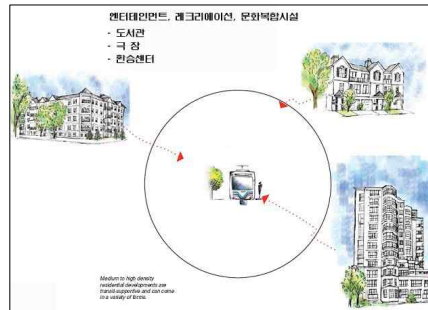 엔터테인먼트, 레크리에이션, 문화복합시설
- 도서관
- 극 장
- 환승센터
Medium to high density
residential developments are
transit-supportive and can come
in a variety of forms.